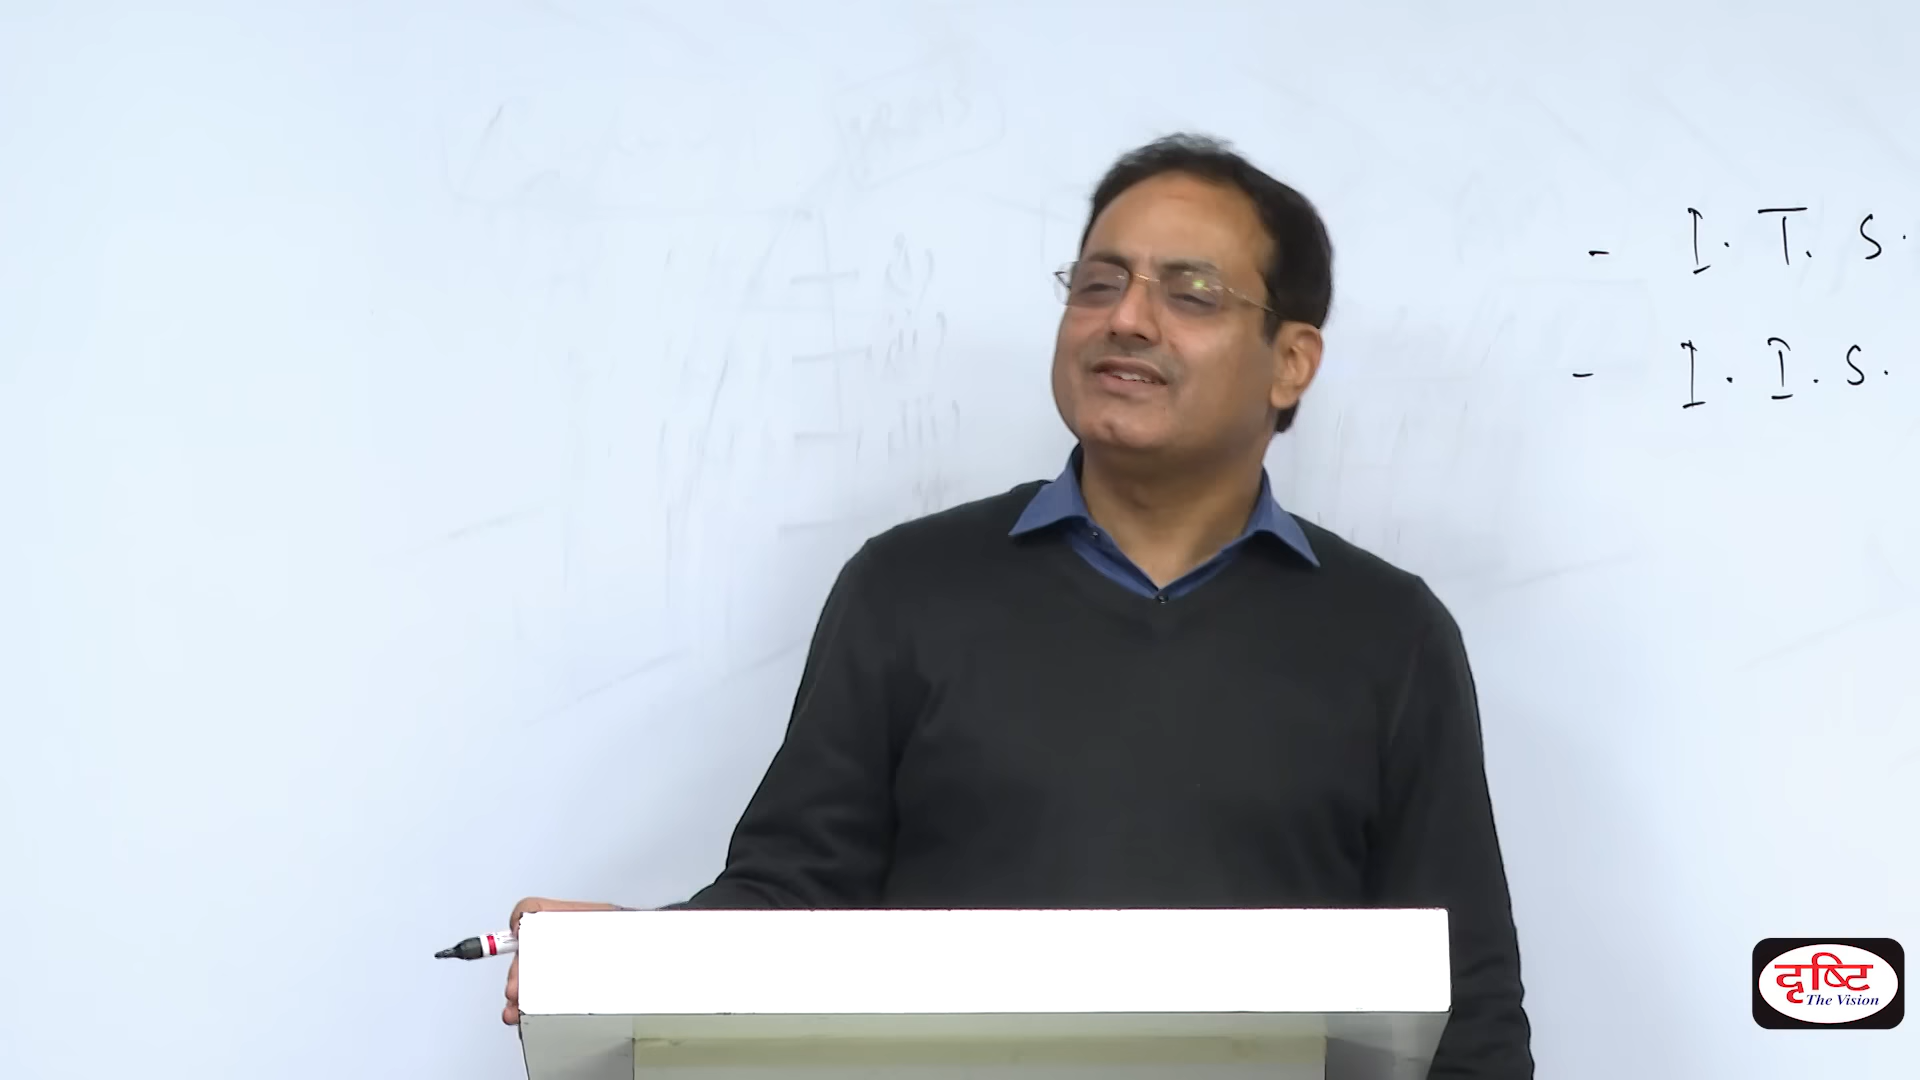 - I. T. S.
- I. I. S.
दृष्टि
The Vision